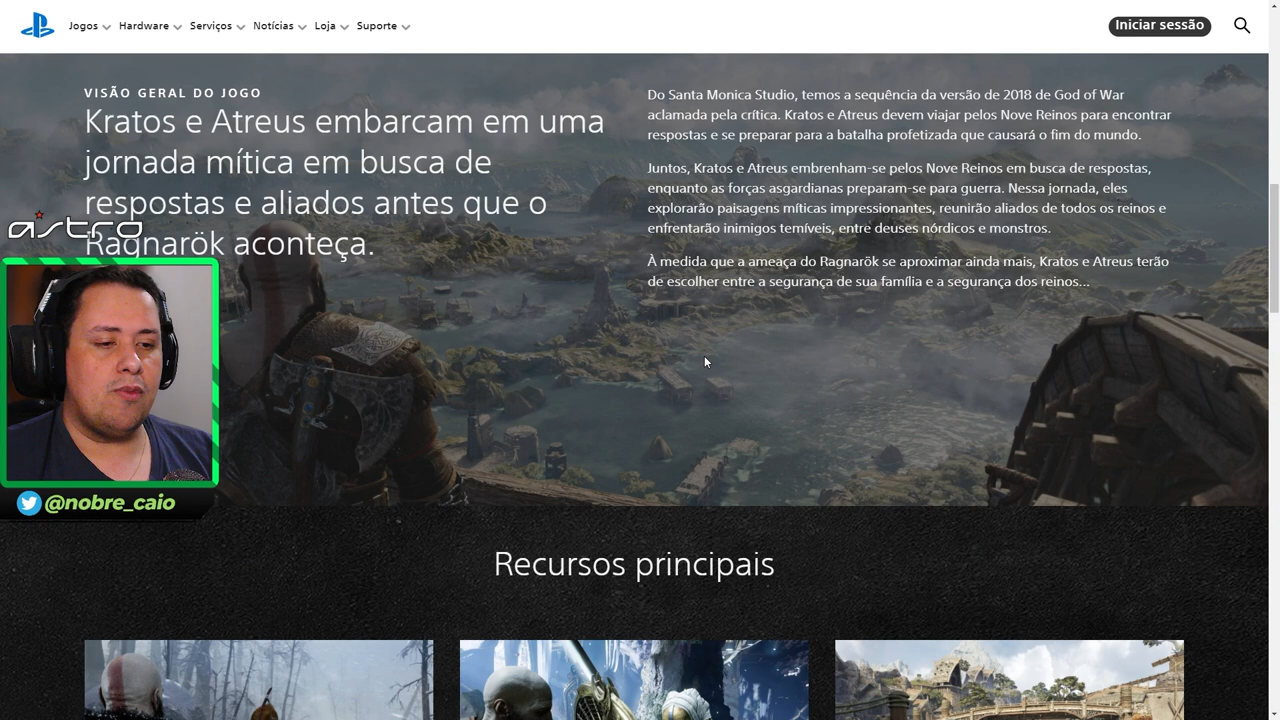 Jogos Hardware Serviços Notícias Loja Suporte
Iniciar sessão
VISÃO GERAL DO JOGO
Kratos e Atreus embarcam em uma
jornada mítica em busca de
respostas e aliados antes que o
Ragnarök aconteça.
Do Santa Monica Studio, temos a sequência da versão de 2018 de God of War
aclamada pela crítica. Kratos e Atreus devem viajar pelos Nove Reinos para encontrar
respostas e se preparar para a batalha profetizada que causará o fim do mundo.
Juntos, Kratos e Atreus embrenham-se pelos Nove Reinos em busca de respostas,
enquanto as forças asgardianas preparam-se para guerra. Nessa jornada, eles
explorarão paisagens míticas impressionantes, reunirão aliados de todos os reinos e
enfrentarão inimigos temíveis, entre deuses nórdicos e monstros.
À medida que a ameaça do Ragnarök se aproximar ainda mais, Kratos e Atreus terão
de escolher entre a segurança de sua família e a segurança dos reinos...
astro
@nobre_caio
Recursos principais